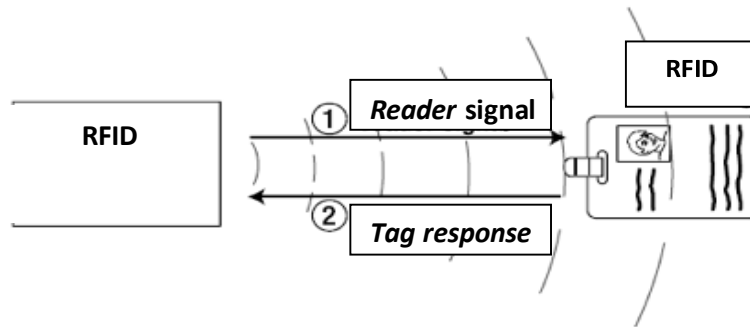 RFID
RFID
1
Reader signal
2
Tag response